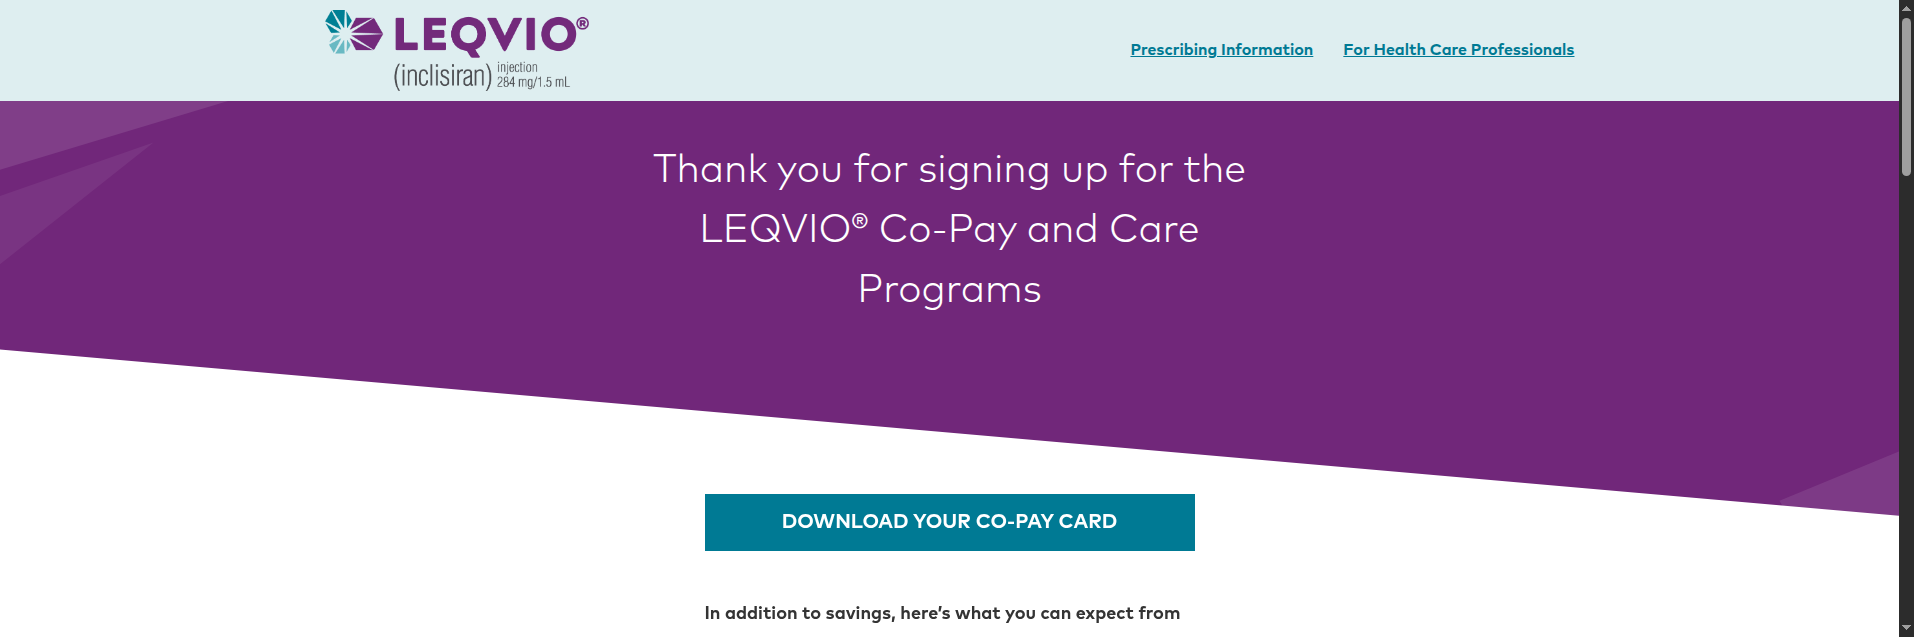 LEQVIO®
(inclisiran) injection
284 mg/1.5 mL
Prescribing Information
For Health Care Professionals
Thank you for signing up for the
LEQVIO® Co-Pay and Care
Programs
DOWNLOAD YOUR CO-PAY CARD
In addition to savings, here’s what you can expect from